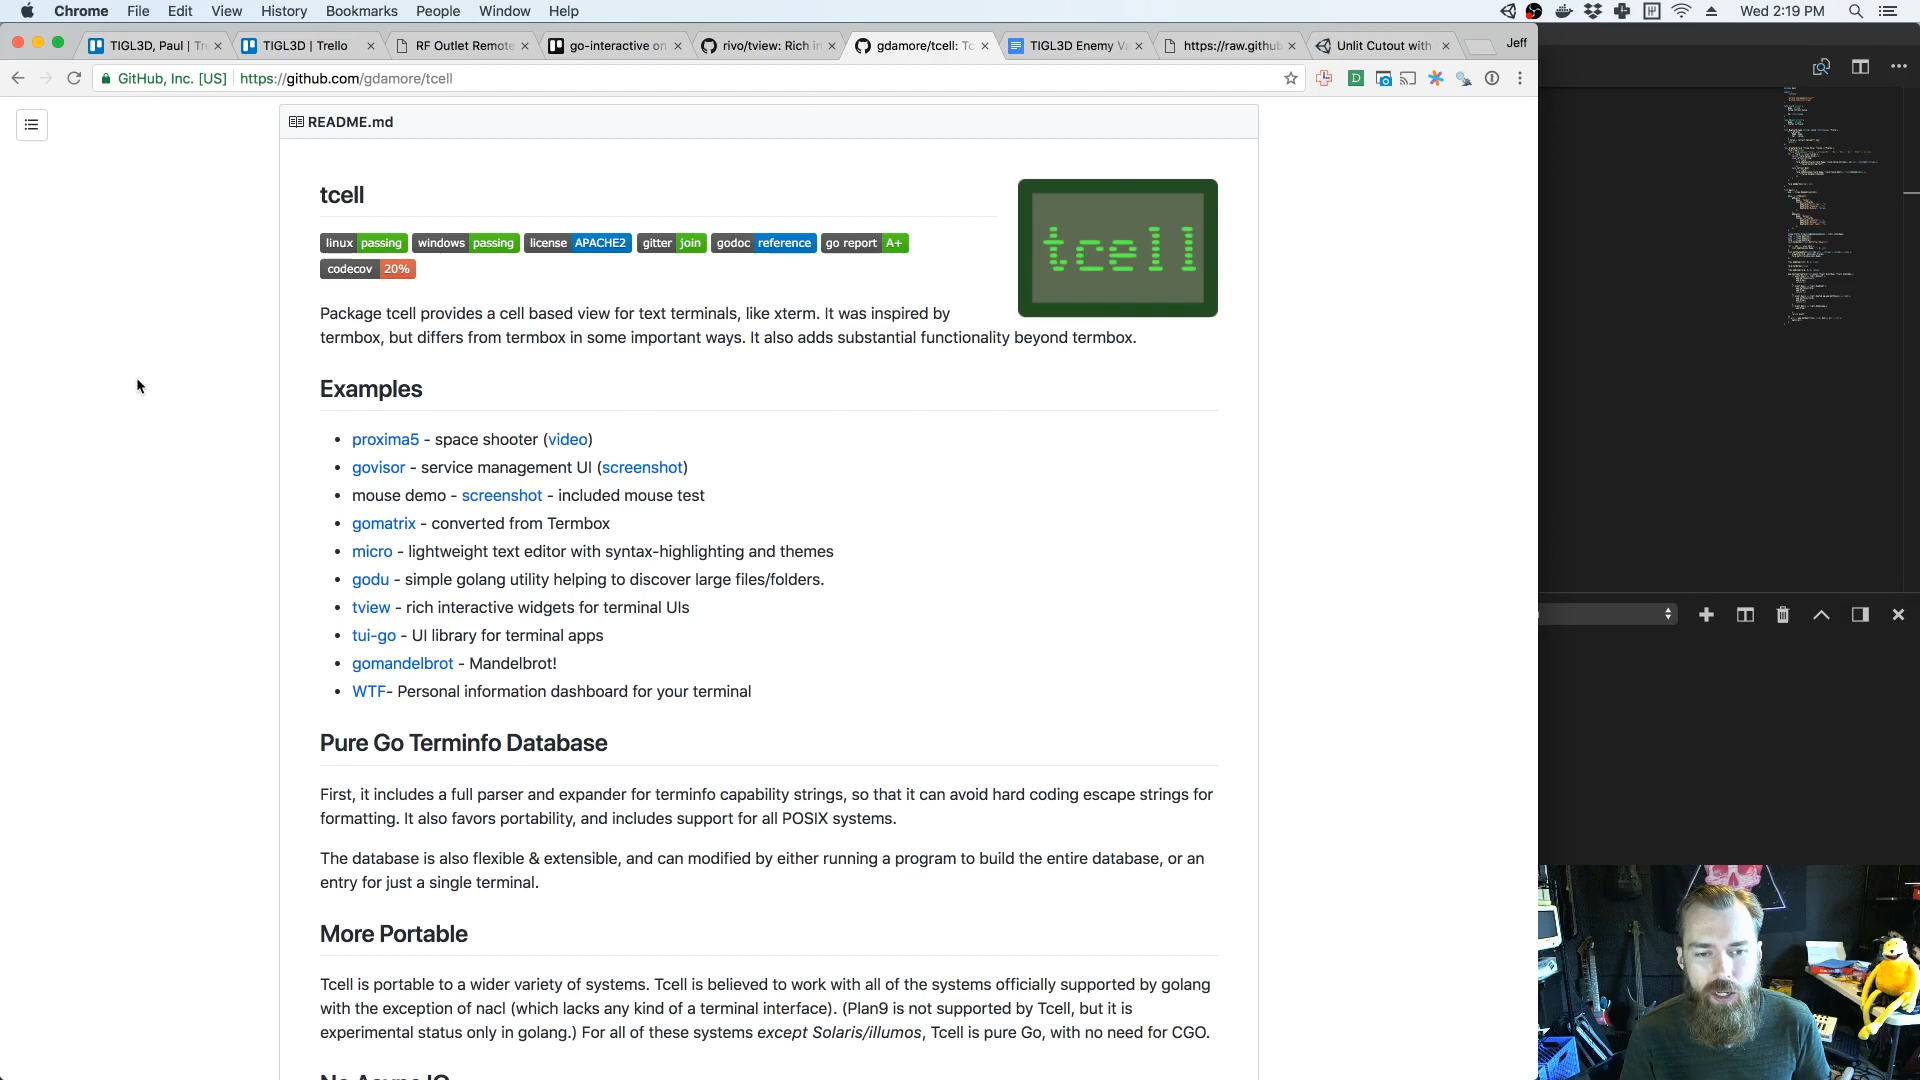 Chrome File Edit View History Bookmarks People Window Help
Wed 2:19 PM
TIGL3D, Paul | Tr
TIGL3D | Trello
RF Outlet Remote
go-interactive on
rivo/tview: Rich in
gdamore/tcell: Tc
TIGL3D Enemy Va
https://raw.github
Unlit Cutout with
Jeff
GitHub, Inc. [US] https://github.com/gdamore/tcell
README.md
tcell
tcell
linux passing windows passing license APACHE2 gitter join godoc reference go report A+
codecov 20%
Package tcell provides a cell based view for text terminals, like xterm. It was inspired by
termbox, but differs from termbox in some important ways. It also adds substantial functionality beyond termbox.
Examples
• proxima5 - space shooter (video)
• govisor - service management UI (screenshot)
• mouse demo - screenshot - included mouse test
• gomatrix - converted from Termbox
• micro - lightweight text editor with syntax-highlighting and themes
• godu - simple golang utility helping to discover large files/folders.
• tview - rich interactive widgets for terminal UIs
• tui-go - UI library for terminal apps
• gomandelbrot - Mandelbrot!
• WTF- Personal information dashboard for your terminal
Pure Go Terminfo Database
First, it includes a full parser and expander for terminfo capability strings, so that it can avoid hard coding escape strings for
formatting. It also favors portability, and includes support for all POSIX systems.
The database is also flexible & extensible, and can modified by either running a program to build the entire database, or an
entry for just a single terminal.
More Portable
Tcell is portable to a wider variety of systems. Tcell is believed to work with all of the systems officially supported by golang
with the exception of nacl (which lacks any kind of a terminal interface). (Plan9 is not supported by Tcell, but it is
experimental status only in golang.) For all of these systems except Solaris/illumos, Tcell is pure Go, with no need for CGO.
No Async IO